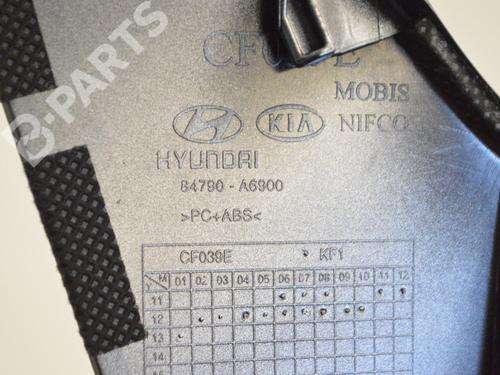 B-PARTS
CF039E
MOBIS
KIA NIFCO
HYUNDAI
84790 - A6900
>PC+ABS<
CF039E KF1
Y M 01 02 03 04 05 06 07 08 09 10 11 12
11
12
13